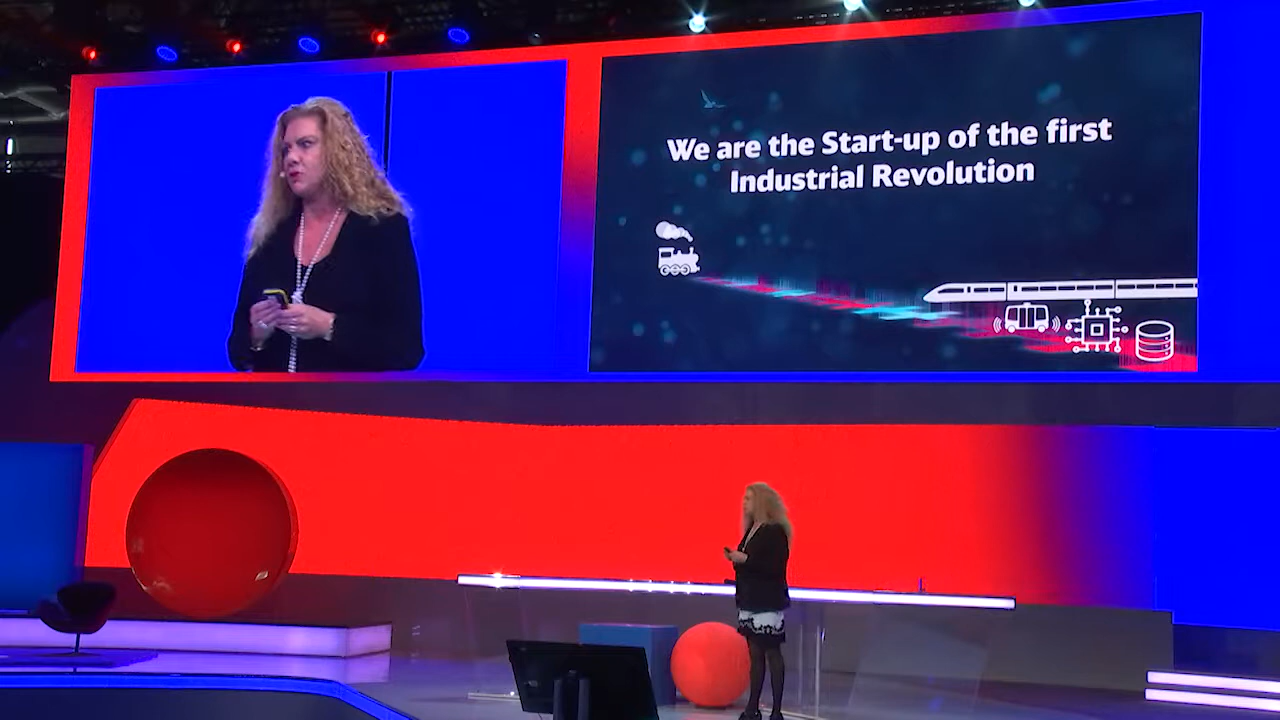 We are the Start-up of the first
Industrial Revolution